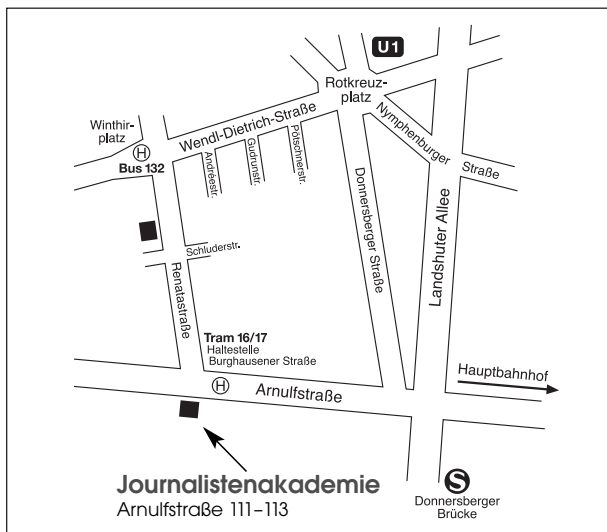 U1
Rotkreuz-
platz
Wendl-Dietrich-Straße
Winthir-
platz
H
Bus 132
Andréestr.
Gudrunstr.
Pötschnerstr.
Nymphenburger
Straße
Donnersberger Straße
Landshuter Allee
Schluderstr.
Renatastraße
Tram 16/17
Haltestelle
Burghausener Straße
H
Arnulfstraße
Hauptbahnhof
Journalistenakademie
Arnulfstraße 111–113
S
Donnersberger
Brücke